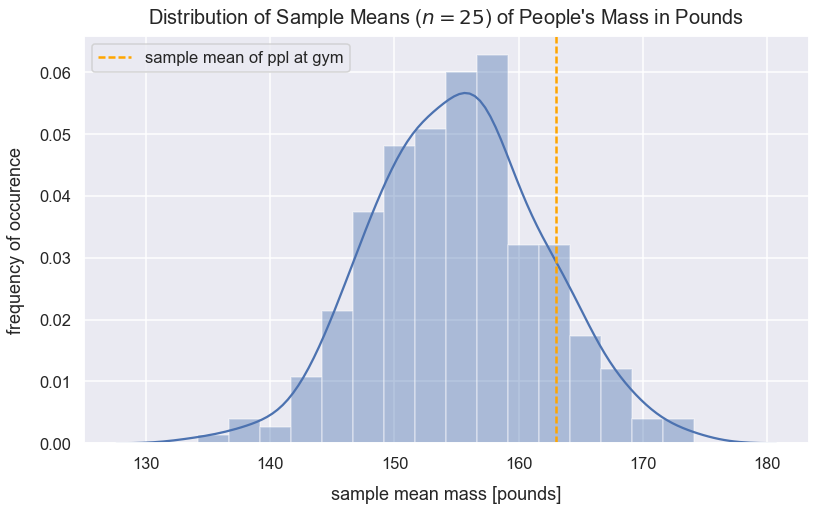 Distribution of Sample Means (n = 25) of People's Mass in Pounds
sample mean of ppl at gym
frequency of occurence
0.06
0.05
0.04
0.03
0.02
0.01
0.00
130 140 150 160 170 180
sample mean mass [pounds]